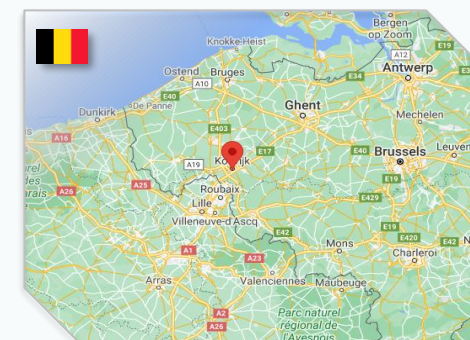 Bergen
op Zoom
Knokke-Heist
E19
A12
Antwerp
Ostend
Bruges
E34
A10
E40
Ghent
De Panne
Dunkirk
Mechelen
E403
A16
E17
E40
Brussels
Leuven
A19
E19
A25
A26
Roubaix
E429
Lille
Villeneuve-d'Ascq
E19
E42
E420
E42
Mons
A1
Charleroi
A23
Arras
Valenciennes
Maubeuge
A2
A26
Parc naturel
régional de
l'Avesnois